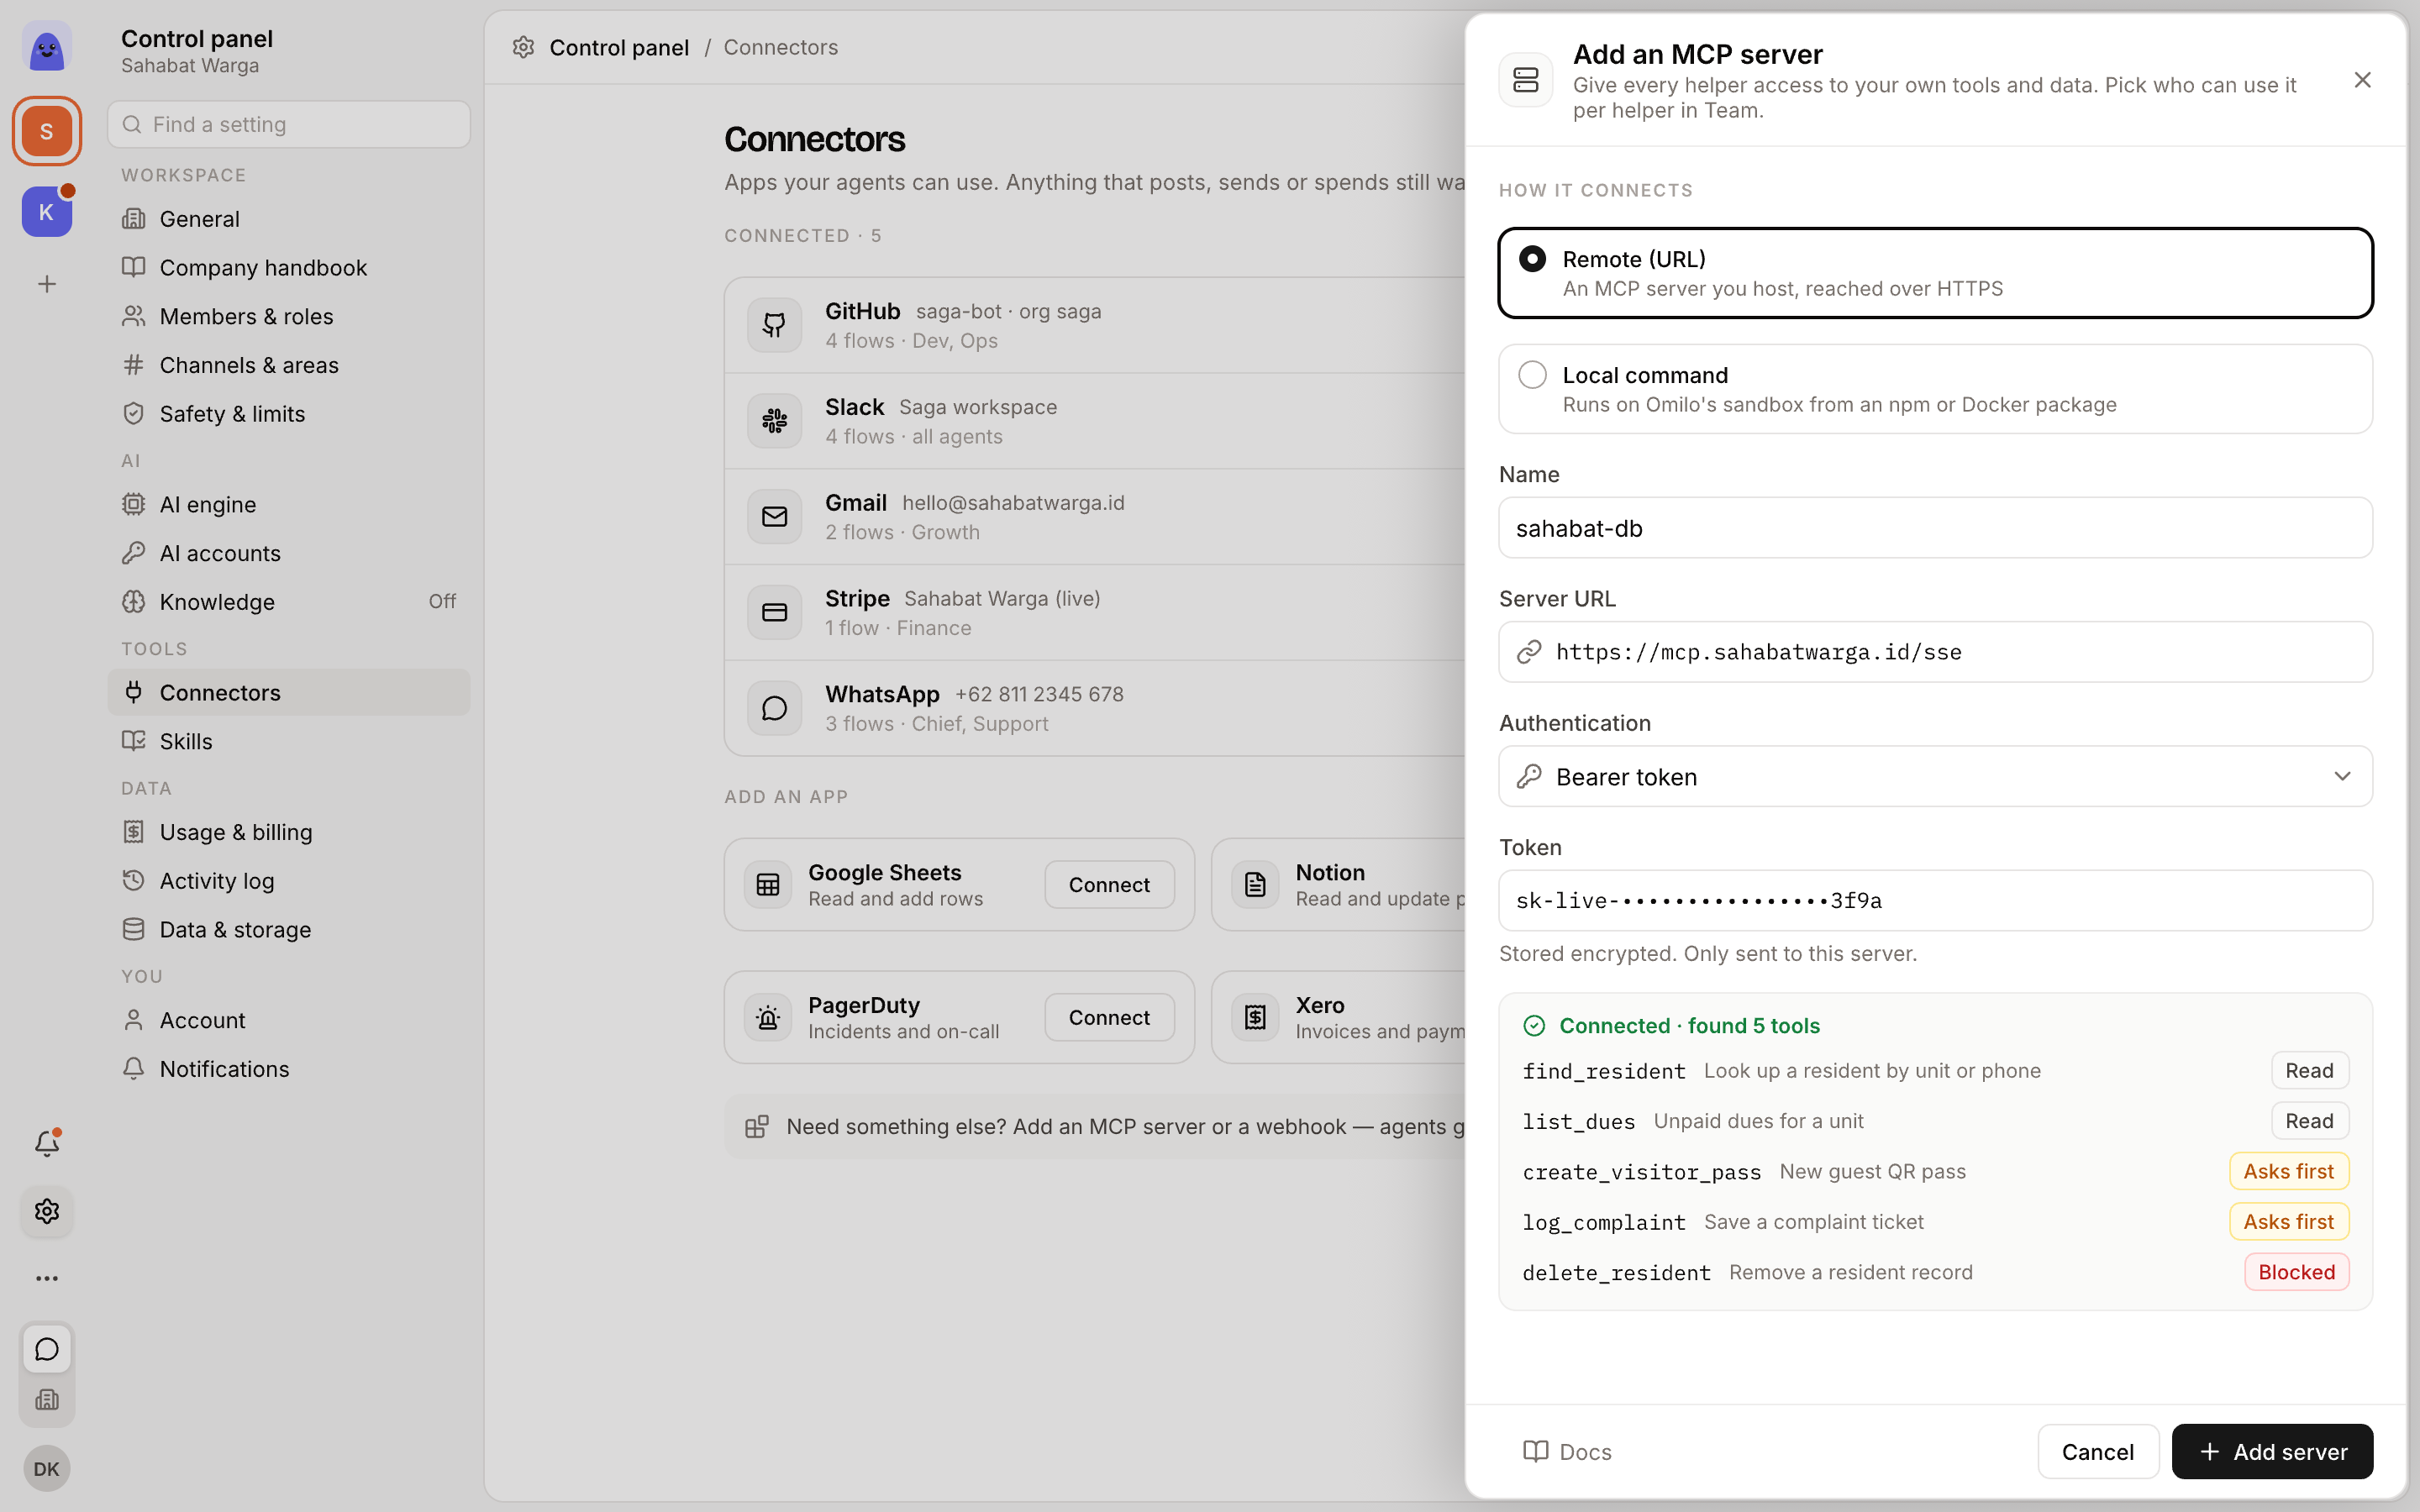 Control panel
Sahabat Warga
S
K
Find a setting
WORKSPACE
General
Company handbook
Members & roles
Channels & areas
Safety & limits
AI
AI engine
AI accounts
Knowledge Off
TOOLS
Connectors
Skills
DATA
Usage & billing
Activity log
Data & storage
YOU
Account
Notifications
DK
Control panel / Connectors
Connectors
Apps your agents can use. Anything that posts, sends or spends still wa
CONNECTED · 5
GitHub saga-bot · org saga
4 flows · Dev, Ops
Slack Saga workspace
4 flows · all agents
Gmail hello@sahabatwarga.id
2 flows · Growth
Stripe Sahabat Warga (live)
1 flow · Finance
WhatsApp +62 811 2345 678
3 flows · Chief, Support
ADD AN APP
Google Sheets
Read and add rows
Connect
Notion
Read and update p
PagerDuty
Incidents and on-call
Connect
Xero
Invoices and paym
Need something else? Add an MCP server or a webhook — agents g
Add an MCP server
Give every helper access to your own tools and data. Pick who can use it
per helper in Team.
HOW IT CONNECTS
Remote (URL)
An MCP server you host, reached over HTTPS
Local command
Runs on Omilo's sandbox from an npm or Docker package
Name
sahabat-db
Server URL
https://mcp.sahabatwarga.id/sse
Authentication
Bearer token
Token
sk-live-••••••••••••••••3f9a
Stored encrypted. Only sent to this server.
Connected · found 5 tools
find_resident Look up a resident by unit or phone Read
list_dues Unpaid dues for a unit Read
create_visitor_pass New guest QR pass Asks first
log_complaint Save a complaint ticket Asks first
delete_resident Remove a resident record Blocked
Docs
Cancel
Add server